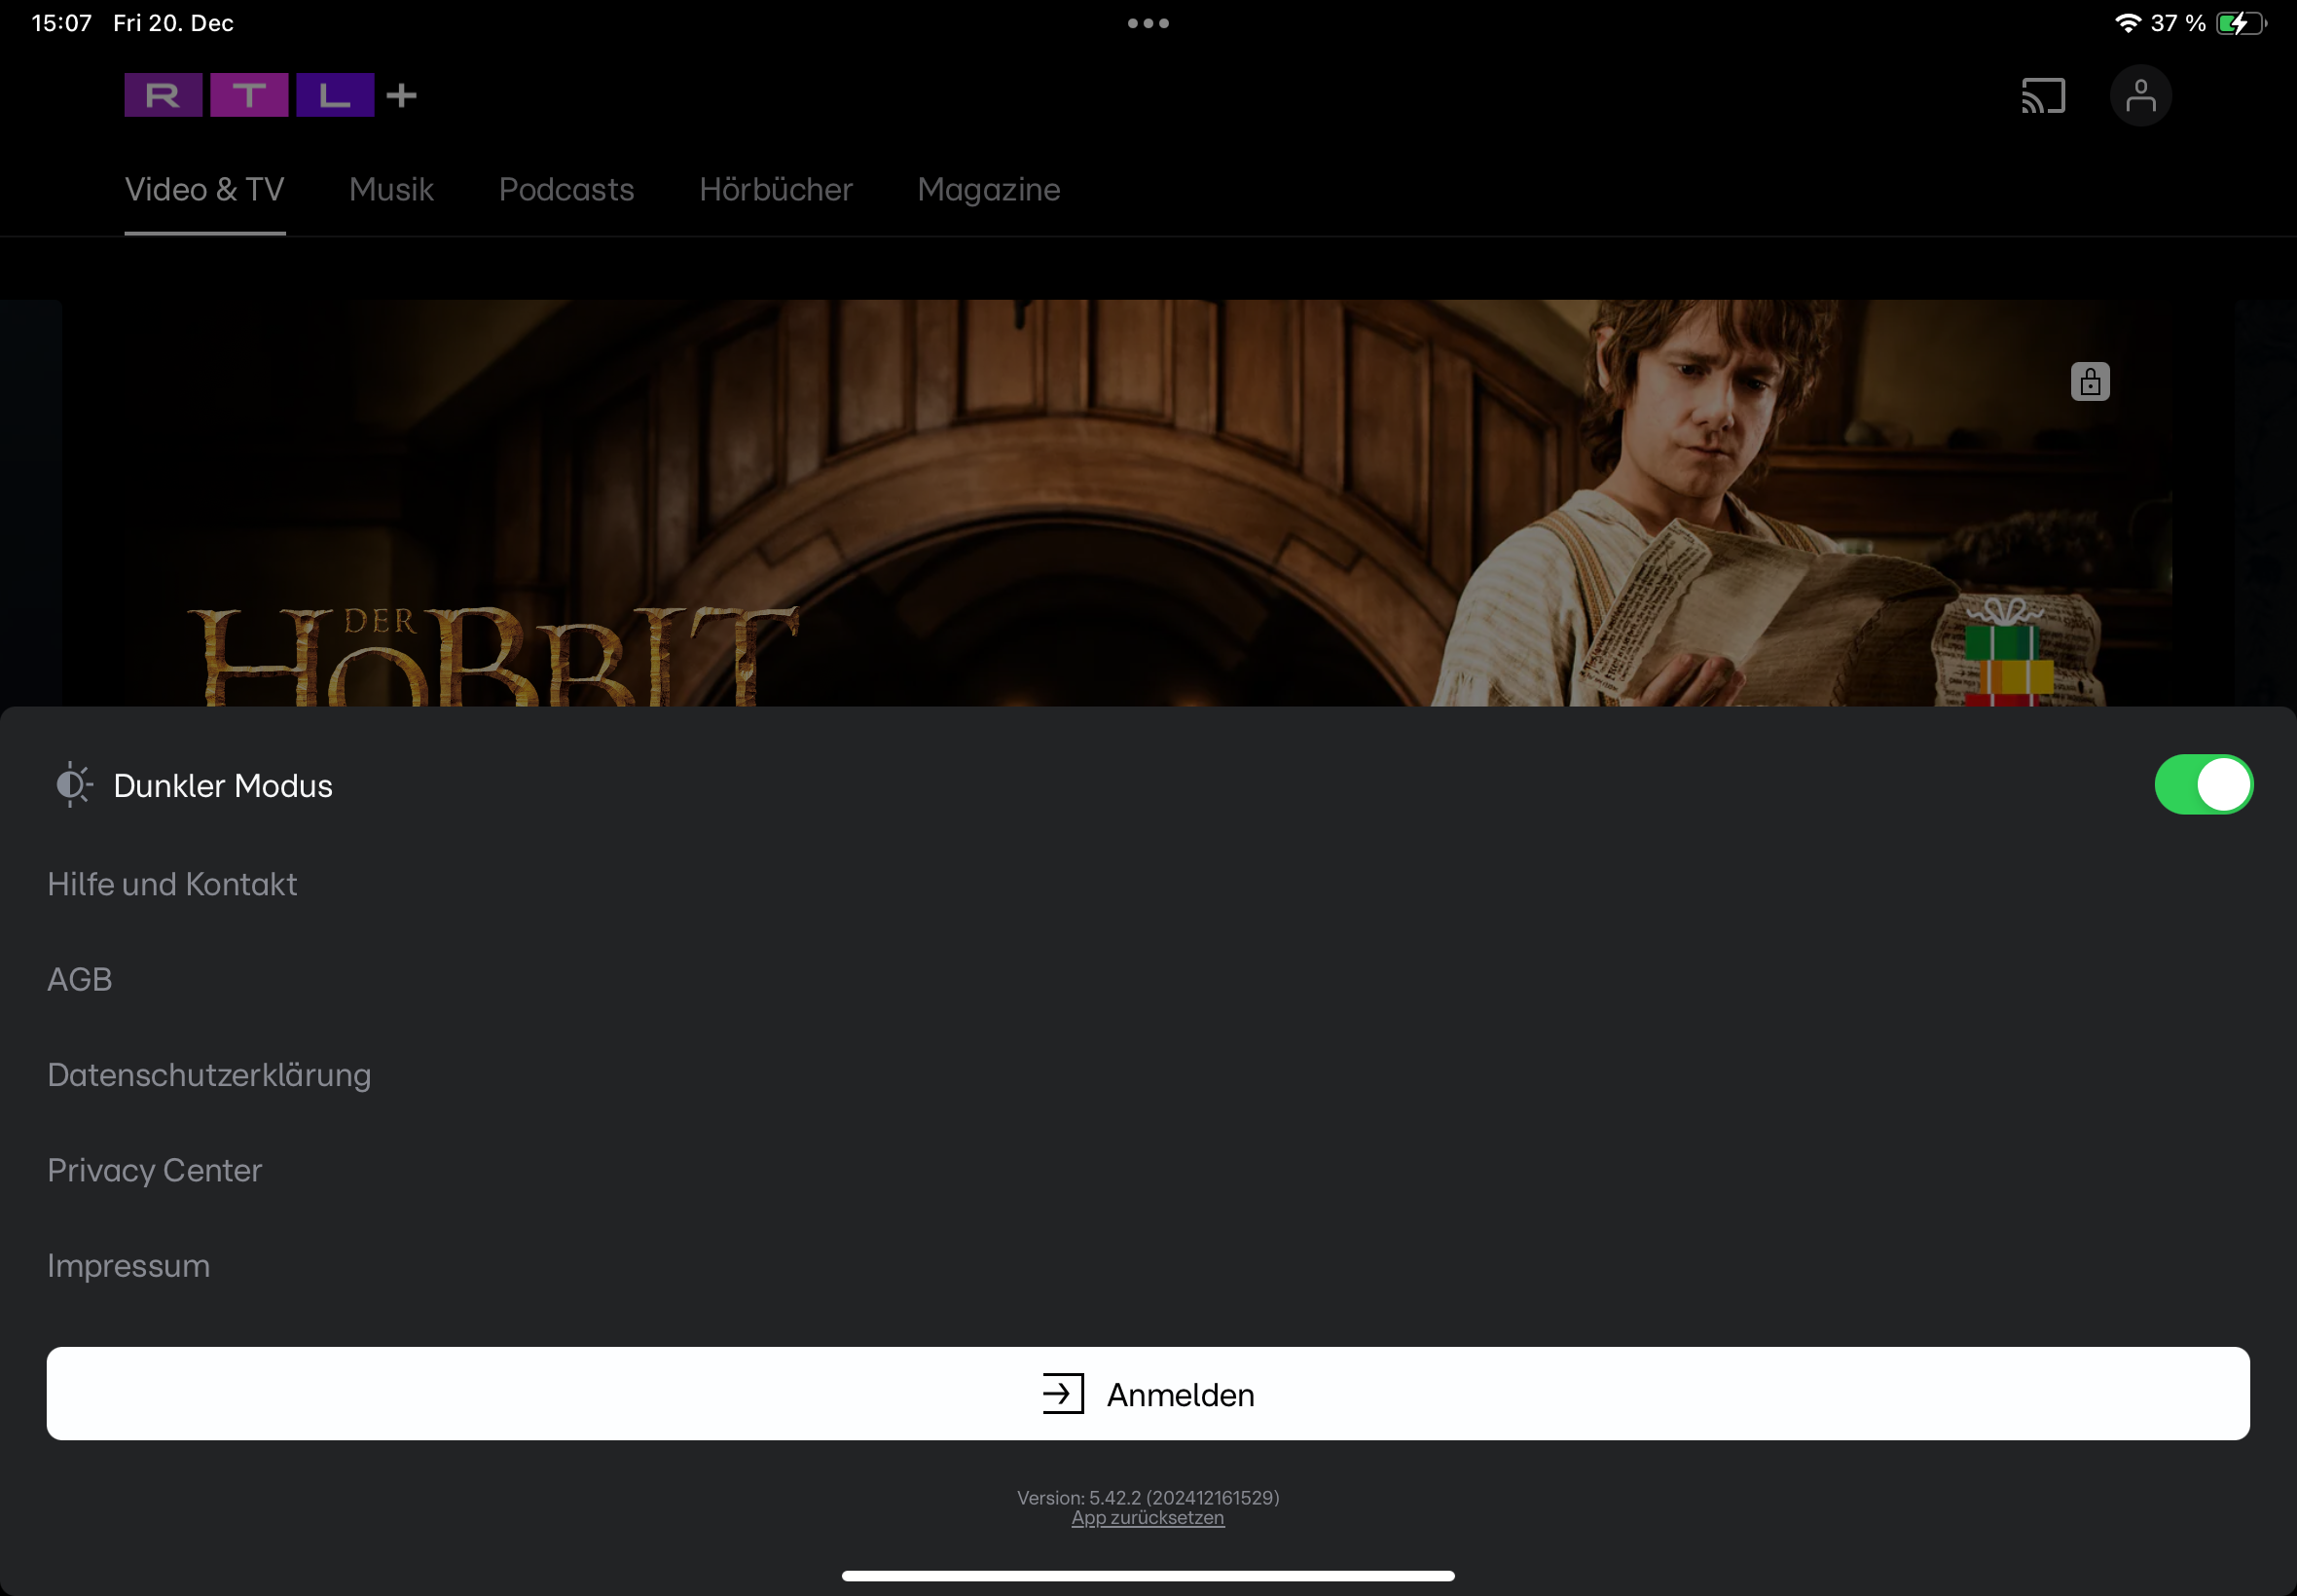 15:07 Fri 20. Dec
37 %
RTL+
Video & TV Musik Podcasts Hörbücher Magazine
DER
HOBBIT
Dunkler Modus
Hilfe und Kontakt
AGB
Datenschutzerklärung
Privacy Center
Impressum
Anmelden
Version: 5.42.2 (202412161529)
App zurücksetzen